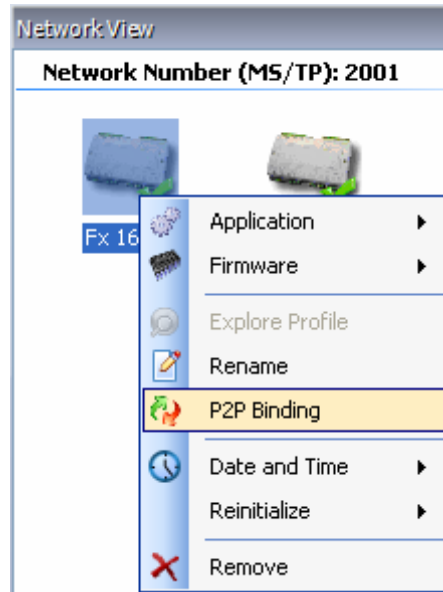 Network View
Network Number (MS/TP): 2001
Fx 16
Application
Firmware
Explore Profile
Rename
P2P Binding
Date and Time
Reinitialize
Remove